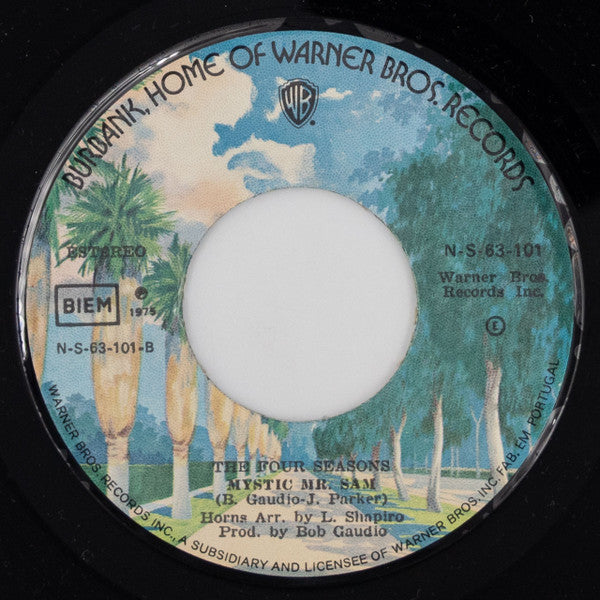 BURBANK, HOME OF WARNER BROS. RECORDS
WB
ESTEREO
BIEM
℗ 1975
N-S-63-101-B
N-S-63-101
Warner Bros.
Records Inc.
Ⓔ
THE FOUR SEASONS
MYSTIC MR. SAM
(B. Gaudio-J. Parker)
Horns Arr. by L. Shapiro
Prod. by Bob Gaudio
WARNER BROS. RECORDS INC., A SUBSIDIARY AND LICENSEE OF WARNER BROS. INC. FAB. EM PORTUGAL